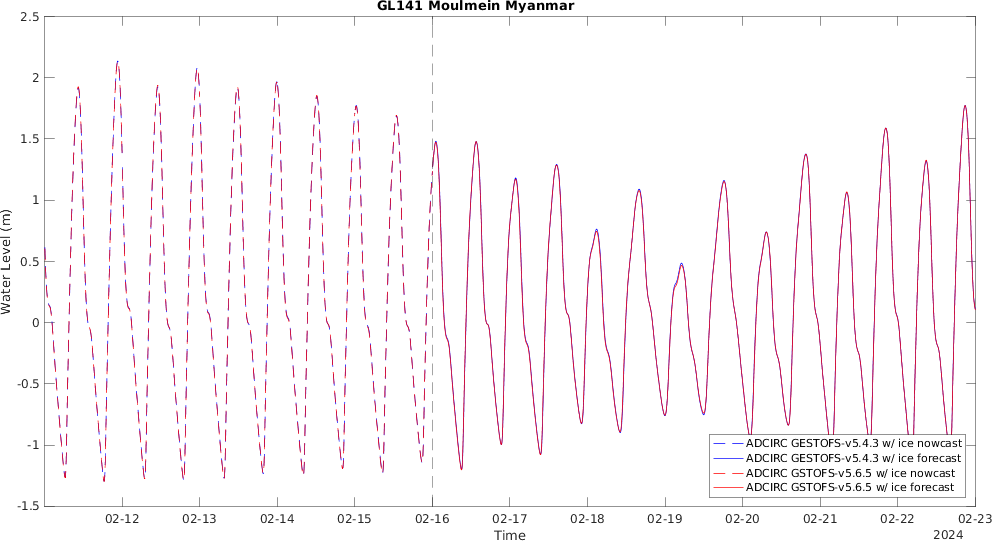 GL141 Moulmein Myanmar
2.5
2
1.5
1
0.5
0
-0.5
-1
-1.5
Water Level (m)
ADCIRC GESTOFS-v5.4.3 w/ ice nowcast
ADCIRC GESTOFS-v5.4.3 w/ ice forecast
ADCIRC GSTOFS-v5.6.5 w/ ice nowcast
ADCIRC GSTOFS-v5.6.5 w/ ice forecast
02-12 02-13 02-14 02-15 02-16 02-17 02-18 02-19 02-20 02-21 02-22 02-23
Time
2024